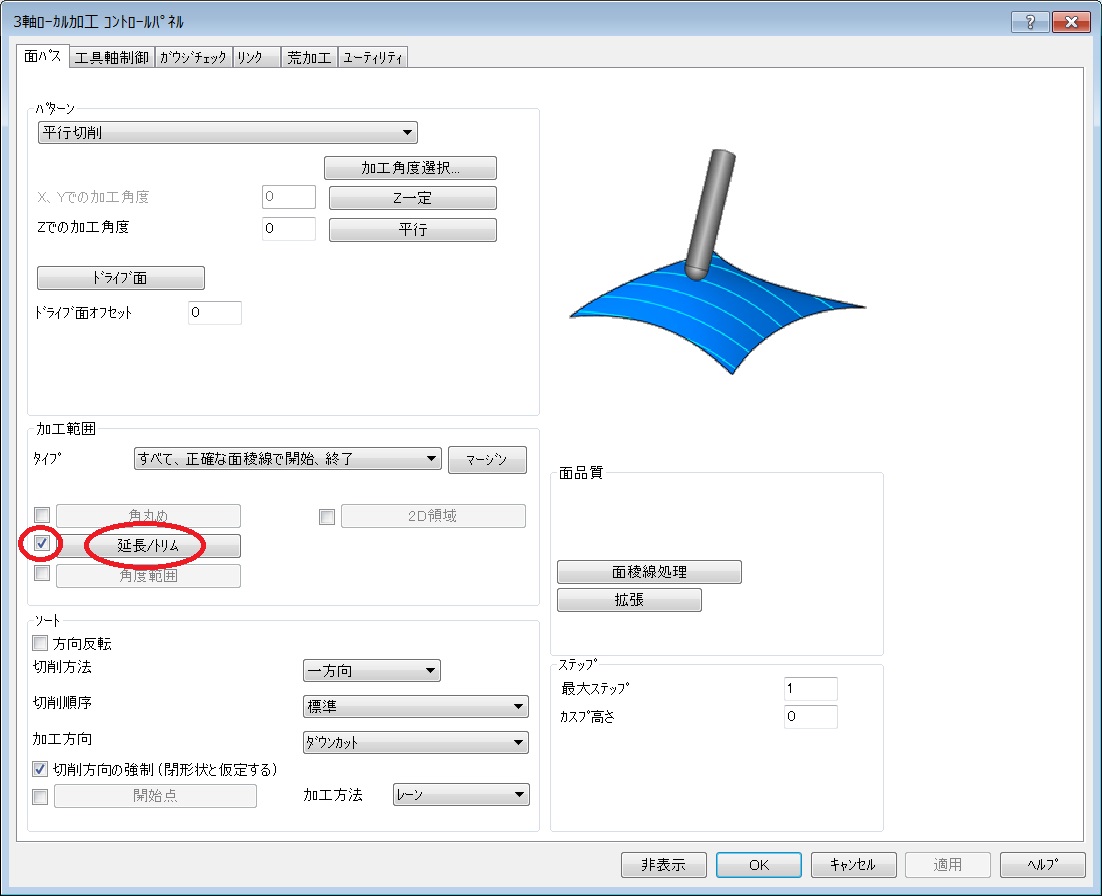 3軸ﾛｰｶﾙ加工 ｺﾝﾄﾛｰﾙﾊﾟﾈﾙ
?
面ﾊﾟｽ 工具軸制御 ｶﾞｳｼﾞﾁｪｯｸ ﾘﾝｸ 荒加工 ﾕｰﾃｨﾘﾃｨ
ﾊﾟﾀｰﾝ
平行切削
加工角度選択...
X、Yでの加工角度 0 Z一定
Zでの加工角度 0 平行
ﾄﾞﾗｲﾌﾞ面
ﾄﾞﾗｲﾌﾞ面ｵﾌｾｯﾄ 0
加工範囲
ﾀｲﾌﾟ すべて、正確な面稜線で開始、終了 ﾏｰｼﾞﾝ
角丸め 2D領域
延長/ﾄﾘﾑ
角度範囲
面品質
面稜線処理
拡張
ｿｰﾄ
方向反転
切削方法 一方向
切削順序 標準
加工方向 ﾀﾞｳﾝｶｯﾄ
切削方向の強制(閉形状と仮定する)
開始点 加工方法 ﾚｰﾝ
ｽﾃｯﾌﾟ
最大ｽﾃｯﾌﾟ 1
ｶｽﾌﾟ高さ 0
非表示 OK ｷｬﾝｾﾙ 適用 ﾍﾙﾌﾟ